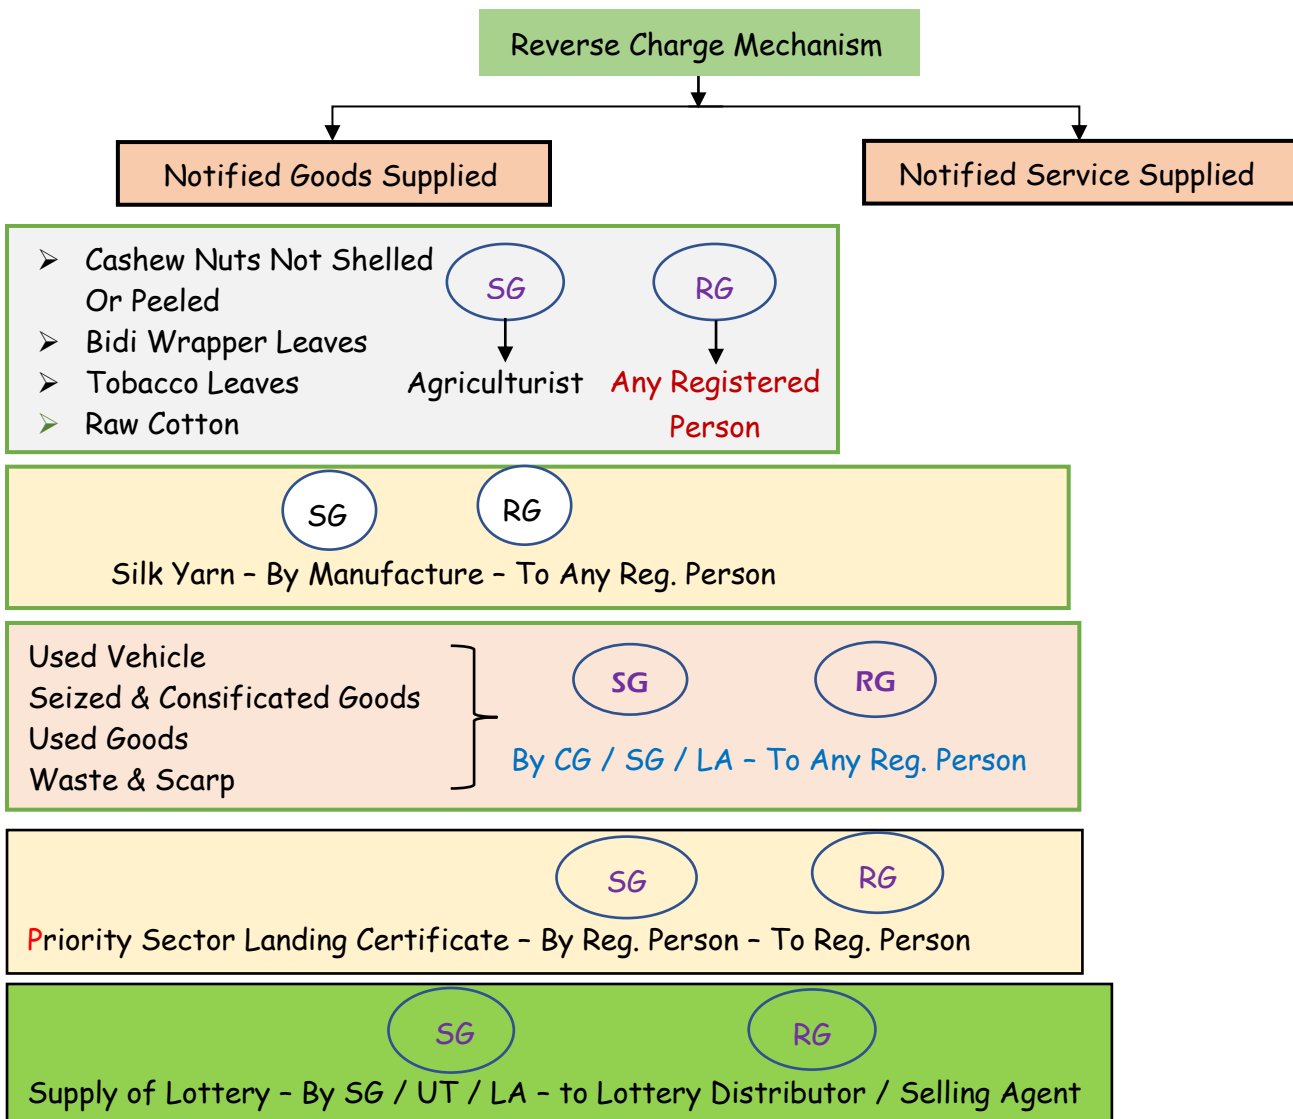 Reverse Charge Mechanism
Notified Goods Supplied
Notified Service Supplied
Cashew Nuts Not Shelled
Or Peeled
Bidi Wrapper Leaves
Tobacco Leaves
Raw Cotton
SG
RG
Agriculturist
Any Registered
Person
SG
RG
Silk Yarn – By Manufacture – To Any Reg. Person
Used Vehicle
Seized & Consificated Goods
Used Goods
Waste & Scarp
SG
RG
By CG / SG / LA – To Any Reg. Person
SG
RG
Priority Sector Landing Certificate – By Reg. Person – To Reg. Person
SG
RG
Supply of Lottery – By SG / UT / LA – to Lottery Distributor / Selling Agent